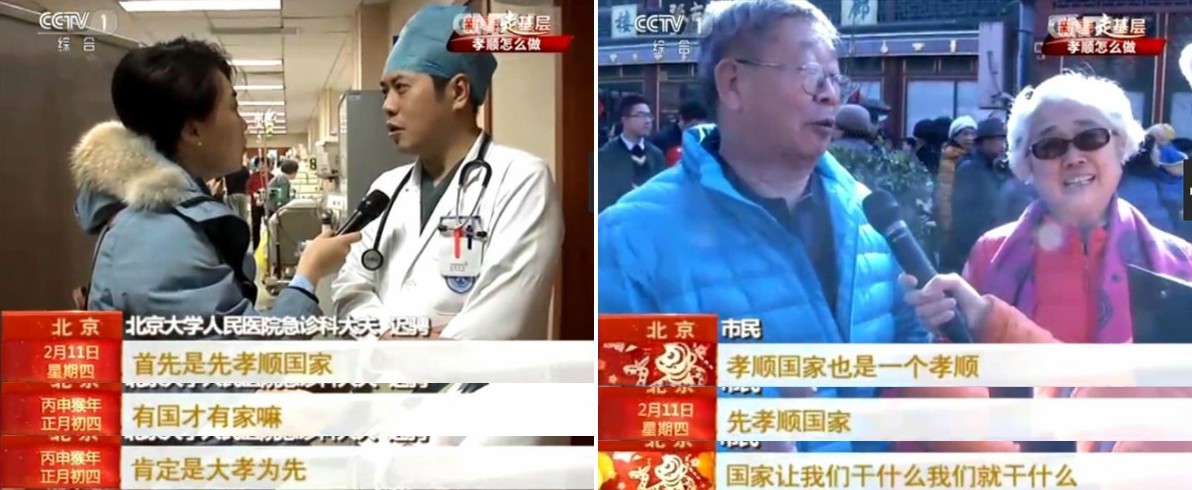 CCTV 1
综合
新春走基层
孝顺怎么做
北京
2月11日
星期四
北京大学人民医院急诊科大夫 迟骋
首先是先孝顺国家
丙申猴年
正月初四
有国才有家嘛
丙申猴年
正月初四
肯定是大孝为先
楼
CCTV 1
综合
新春走基层
孝顺怎么做
北京
市民
孝顺国家也是一个孝顺
2月11日
星期四
先孝顺国家
国家让我们干什么我们就干什么